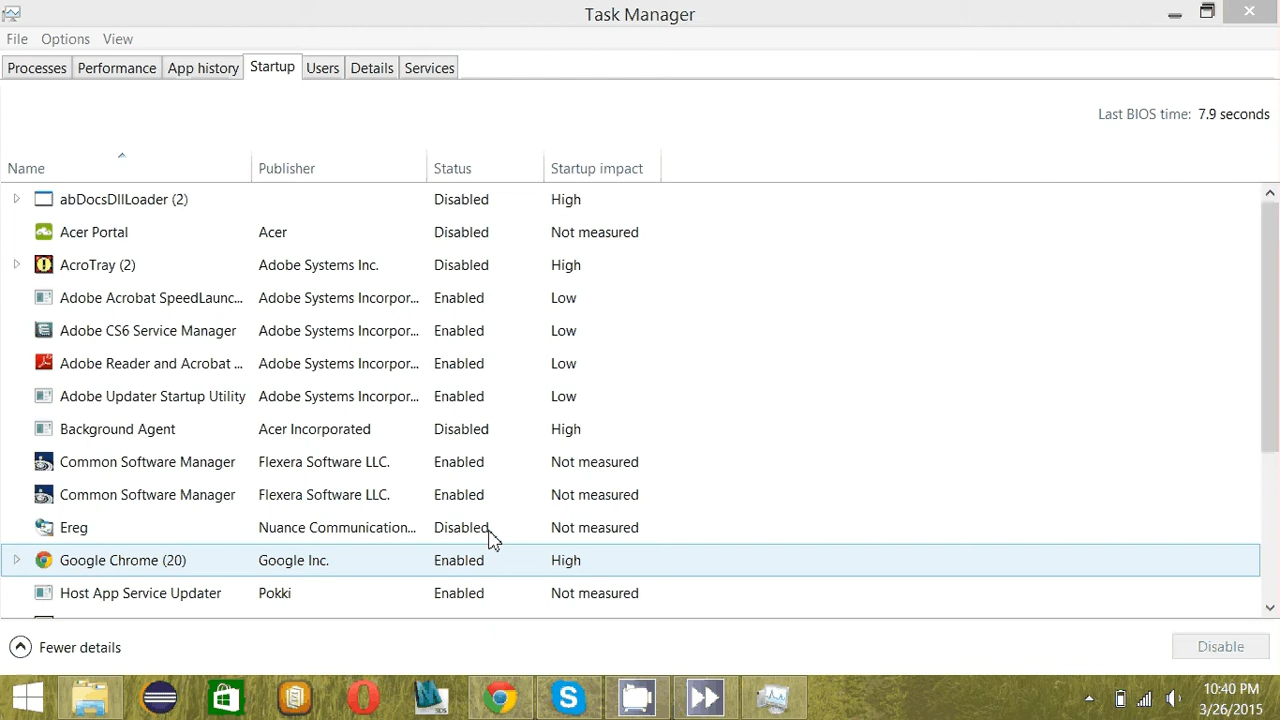 Task Manager
File Options View
Processes Performance App history Startup Users Details Services
Last BIOS time: 7.9 seconds
Name Publisher Status Startup impact
abDocsDllLoader (2) Disabled High
Acer Portal Acer Disabled Not measured
AcroTray (2) Adobe Systems Inc. Disabled High
Adobe Acrobat SpeedLaunc... Adobe Systems Incorpor... Enabled Low
Adobe CS6 Service Manager Adobe Systems Incorpor... Enabled Low
Adobe Reader and Acrobat ... Adobe Systems Incorpor... Enabled Low
Adobe Updater Startup Utility Adobe Systems Incorpor... Enabled Low
Background Agent Acer Incorporated Disabled High
Common Software Manager Flexera Software LLC. Enabled Not measured
Common Software Manager Flexera Software LLC. Enabled Not measured
Ereg Nuance Communication... Disabled Not measured
Google Chrome (20) Google Inc. Enabled High
Host App Service Updater Pokki Enabled Not measured
Fewer details Disable
10:40 PM
3/26/2015